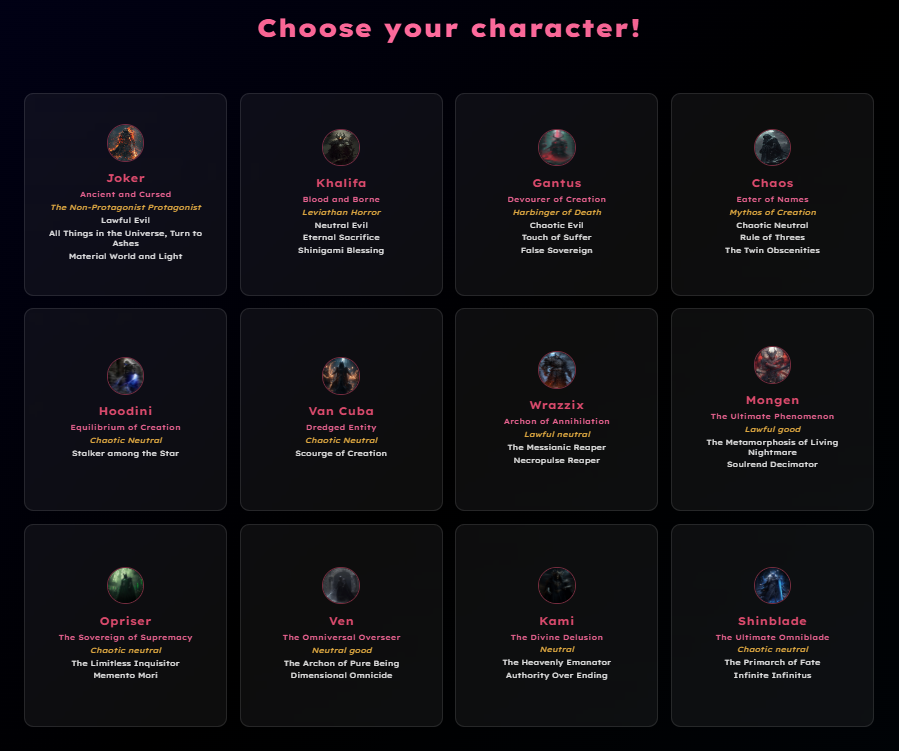 Choose your character!
Joker
Ancient and Cursed
The Non-Protagonist Protagonist
Lawful Evil
All Things in the Universe, Turn to
Ashes
Material World and Light
Khalifa
Blood and Borne
Leviathan Horror
Neutral Evil
Eternal Sacrifice
Shinigami Blessing
Gantus
Devourer of Creation
Harbinger of Death
Chaotic Evil
Touch of Suffer
False Sovereign
Chaos
Eater of Names
Mythos of Creation
Chaotic Neutral
Rule of Threes
The Twin Obscenities
Hoodini
Equilibrium of Creation
Chaotic Neutral
Stalker among the Star
Van Cuba
Dredged Entity
Chaotic Neutral
Scourge of Creation
Wrazzix
Archon of Annihilation
Lawful neutral
The Messianic Reaper
Necropulse Reaper
Mongen
The Ultimate Phenomenon
Lawful good
The Metamorphosis of Living
Nightmare
Soulrend Decimator
Opriser
The Sovereign of Supremacy
Chaotic neutral
The Limitless Inquisitor
Memento Mori
Ven
The Omniversal Overseer
Neutral good
The Archon of Pure Being
Dimensional Omnicide
Kami
The Divine Delusion
Neutral
The Heavenly Emanator
Authority Over Ending
Shinblade
The Ultimate Omniblade
Chaotic neutral
The Primarch of Fate
Infinite Infinitus